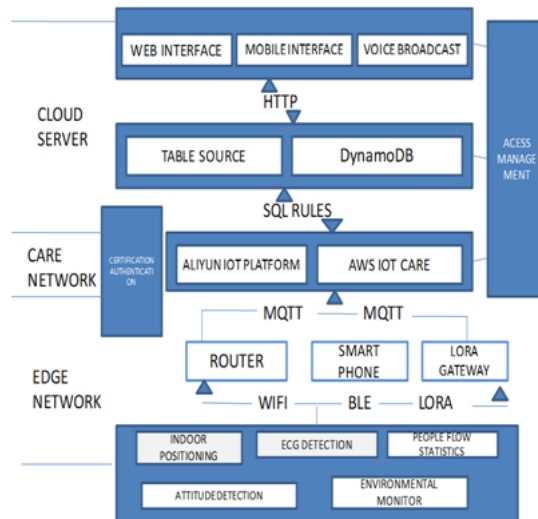 WEB INTERFACE
MOBILE INTERFACE
VOICE BROADCAST
HTTP
CLOUD
SERVER
TABLE SOURCE
DynamoDB
ACESS
MANAGE
MENT
SQL RULES
CARE
NETWORK
CERTIFICATION
AUTHENTICATI
ON
ALIYUN IOT PLATFORM
AWS IOT CARE
MQTT
MQTT
ROUTER
SMART
PHONE
LORA
GATEWAY
EDGE
NETWORK
WIFI
BLE
LORA
INDOOR
POSITIONING
ECG DETECTION
PEOPLE FLOW
STATISTICS
ATTITUDE DETECTION
ENVIRONMENTAL
MONITOR